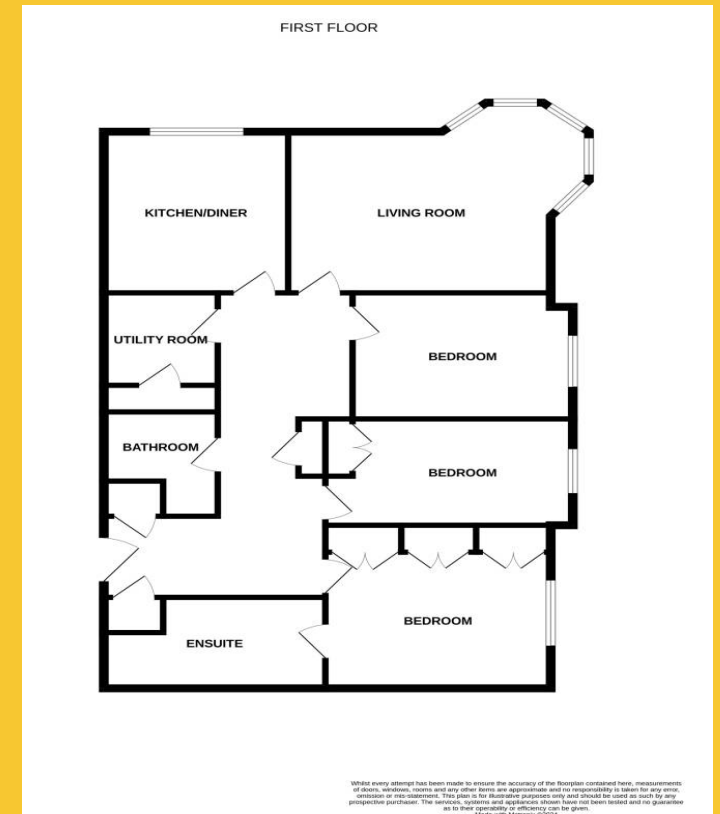 FIRST FLOOR
KITCHEN/DINER
LIVING ROOM
UTILITY ROOM
BEDROOM
BATHROOM
BEDROOM
BEDROOM
ENSUITE
Whilst every attempt has been made to ensure the accuracy of the floorplan contained here, measurements
of doors, windows, rooms and any other items are approximate and no responsibility is taken for any error,
omission or mis-statement. This plan is for illustrative purposes only and should be used as such by any
prospective purchaser. The services, systems and appliances shown have not been tested and no guarantee
as to their operability or efficiency can be given.
Made with Metropix ©2024